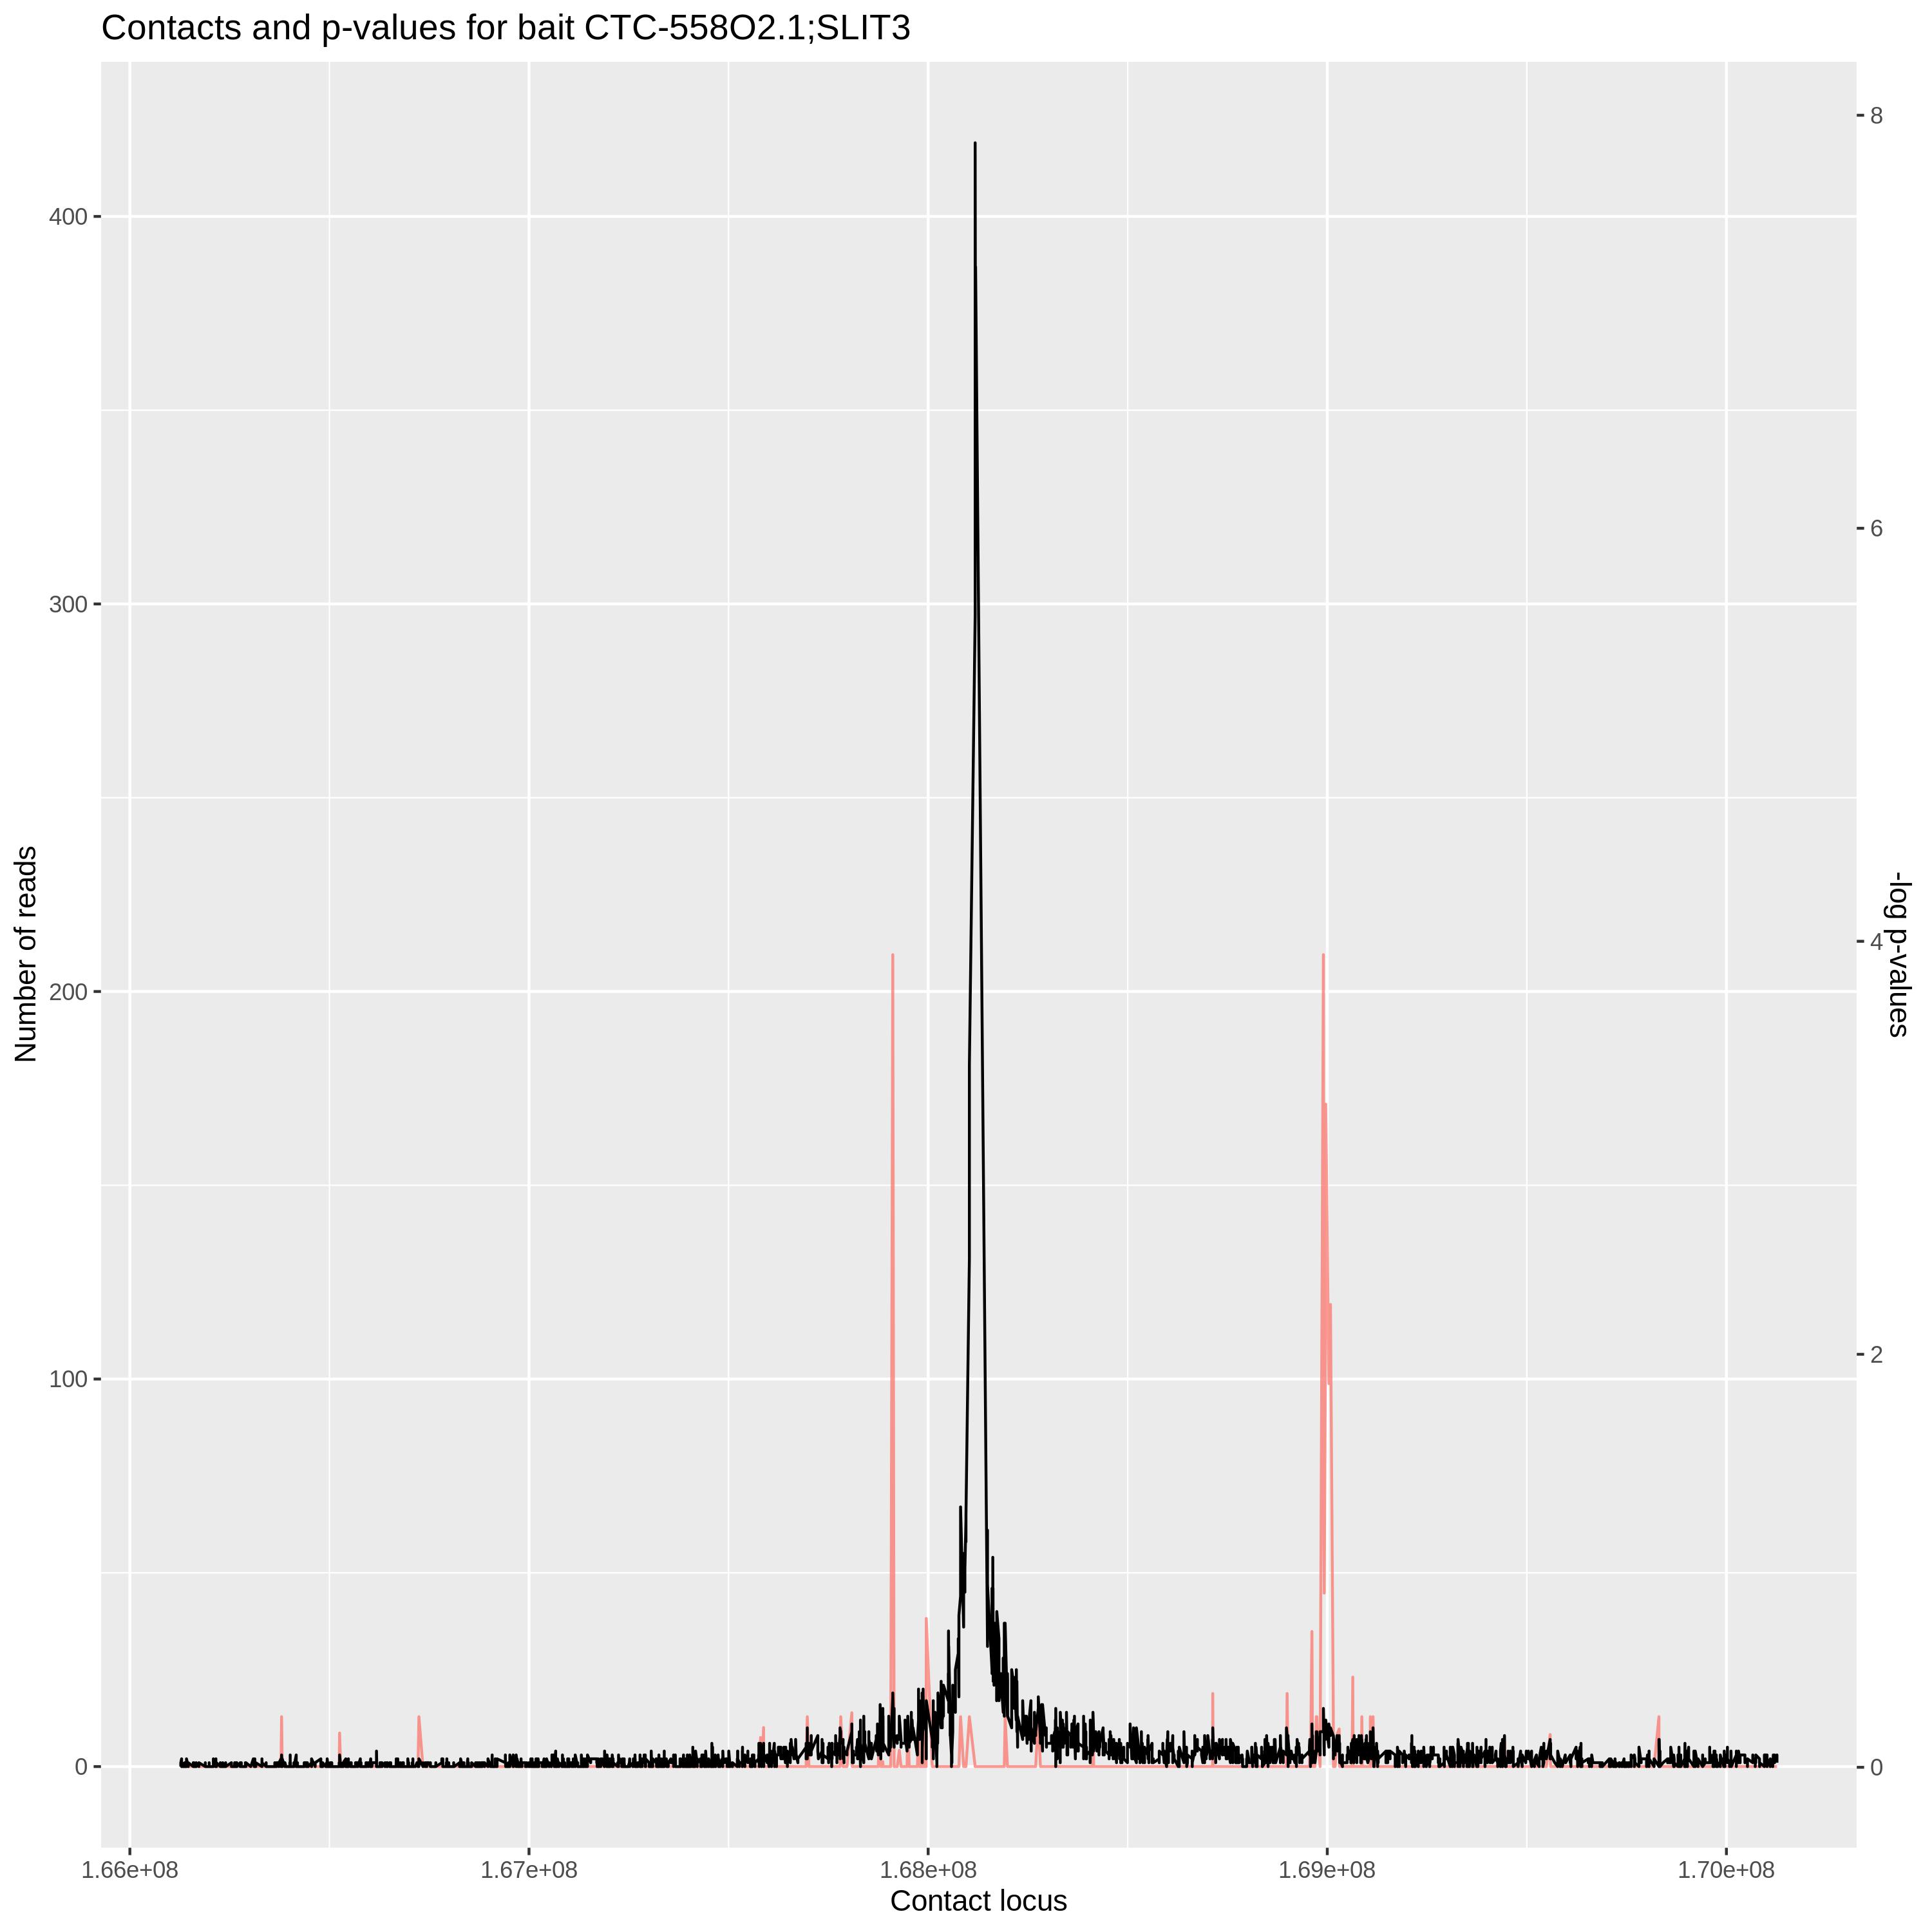 Contacts and p-values for bait CTC-558O2.1;SLIT3
8
400
6
300
Number of reads
-log p-values
4
200
2
100
0
0
1.66e+08
1.67e+08
1.68e+08
1.69e+08
1.70e+08
Contact locus